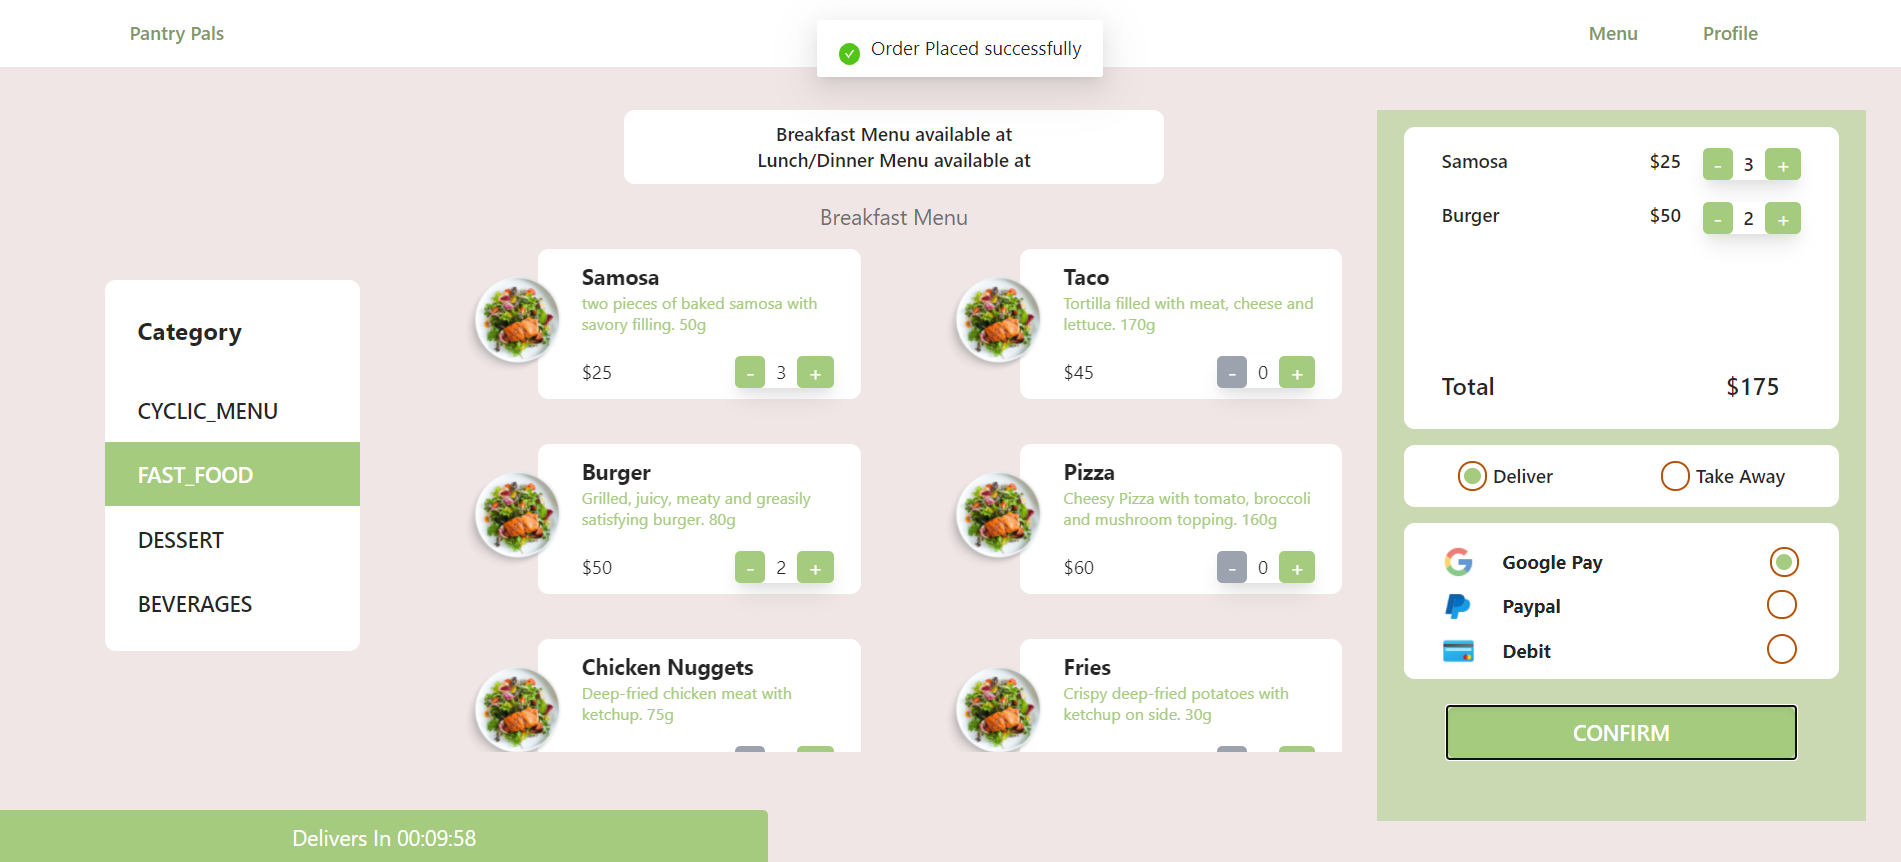 Pantry Pals
Order Placed successfully
Menu
Profile
Breakfast Menu available at
Lunch/Dinner Menu available at
Breakfast Menu
Category
CYCLIC_MENU
FAST_FOOD
DESSERT
BEVERAGES
Samosa
two pieces of baked samosa with
savory filling. 50g
$25
- 3 +
Taco
Tortilla filled with meat, cheese and
lettuce. 170g
$45
- 0 +
Burger
Grilled, juicy, meaty and greasily
satisfying burger. 80g
$50
- 2 +
Pizza
Cheesy Pizza with tomato, broccoli
and mushroom topping. 160g
$60
- 0 +
Chicken Nuggets
Deep-fried chicken meat with
ketchup. 75g
Fries
Crispy deep-fried potatoes with
ketchup on side. 30g
Samosa $25 - 3 +
Burger $50 - 2 +
Total $175
Deliver
Take Away
Google Pay
Paypal
Debit
CONFIRM
Delivers In 00:09:58